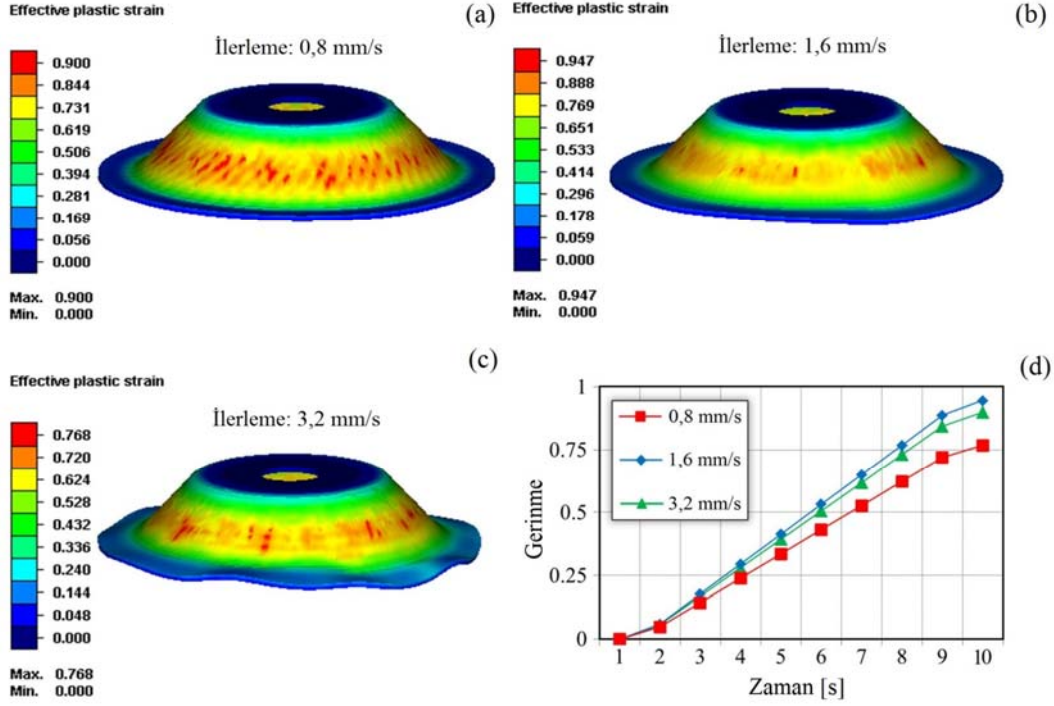 Effective plastic strain
(a)
İlerleme: 0,8 mm/s
0.900
0.844
0.731
0.619
0.506
0.394
0.281
0.169
0.056
0.000
Max. 0.900
Min. 0.000
Effective plastic strain
(b)
İlerleme: 1,6 mm/s
0.947
0.888
0.769
0.651
0.533
0.414
0.296
0.178
0.059
0.000
Max. 0.947
Min. 0.000
Effective plastic strain
(c)
İlerleme: 3,2 mm/s
0.768
0.720
0.624
0.528
0.432
0.336
0.240
0.144
0.048
0.000
Max. 0.768
Min. 0.000
(d)
1
0.75
0.5
0.25
0
Gerinme
0,8 mm/s
1,6 mm/s
3,2 mm/s
1 2 3 4 5 6 7 8 9 10
Zaman [s]